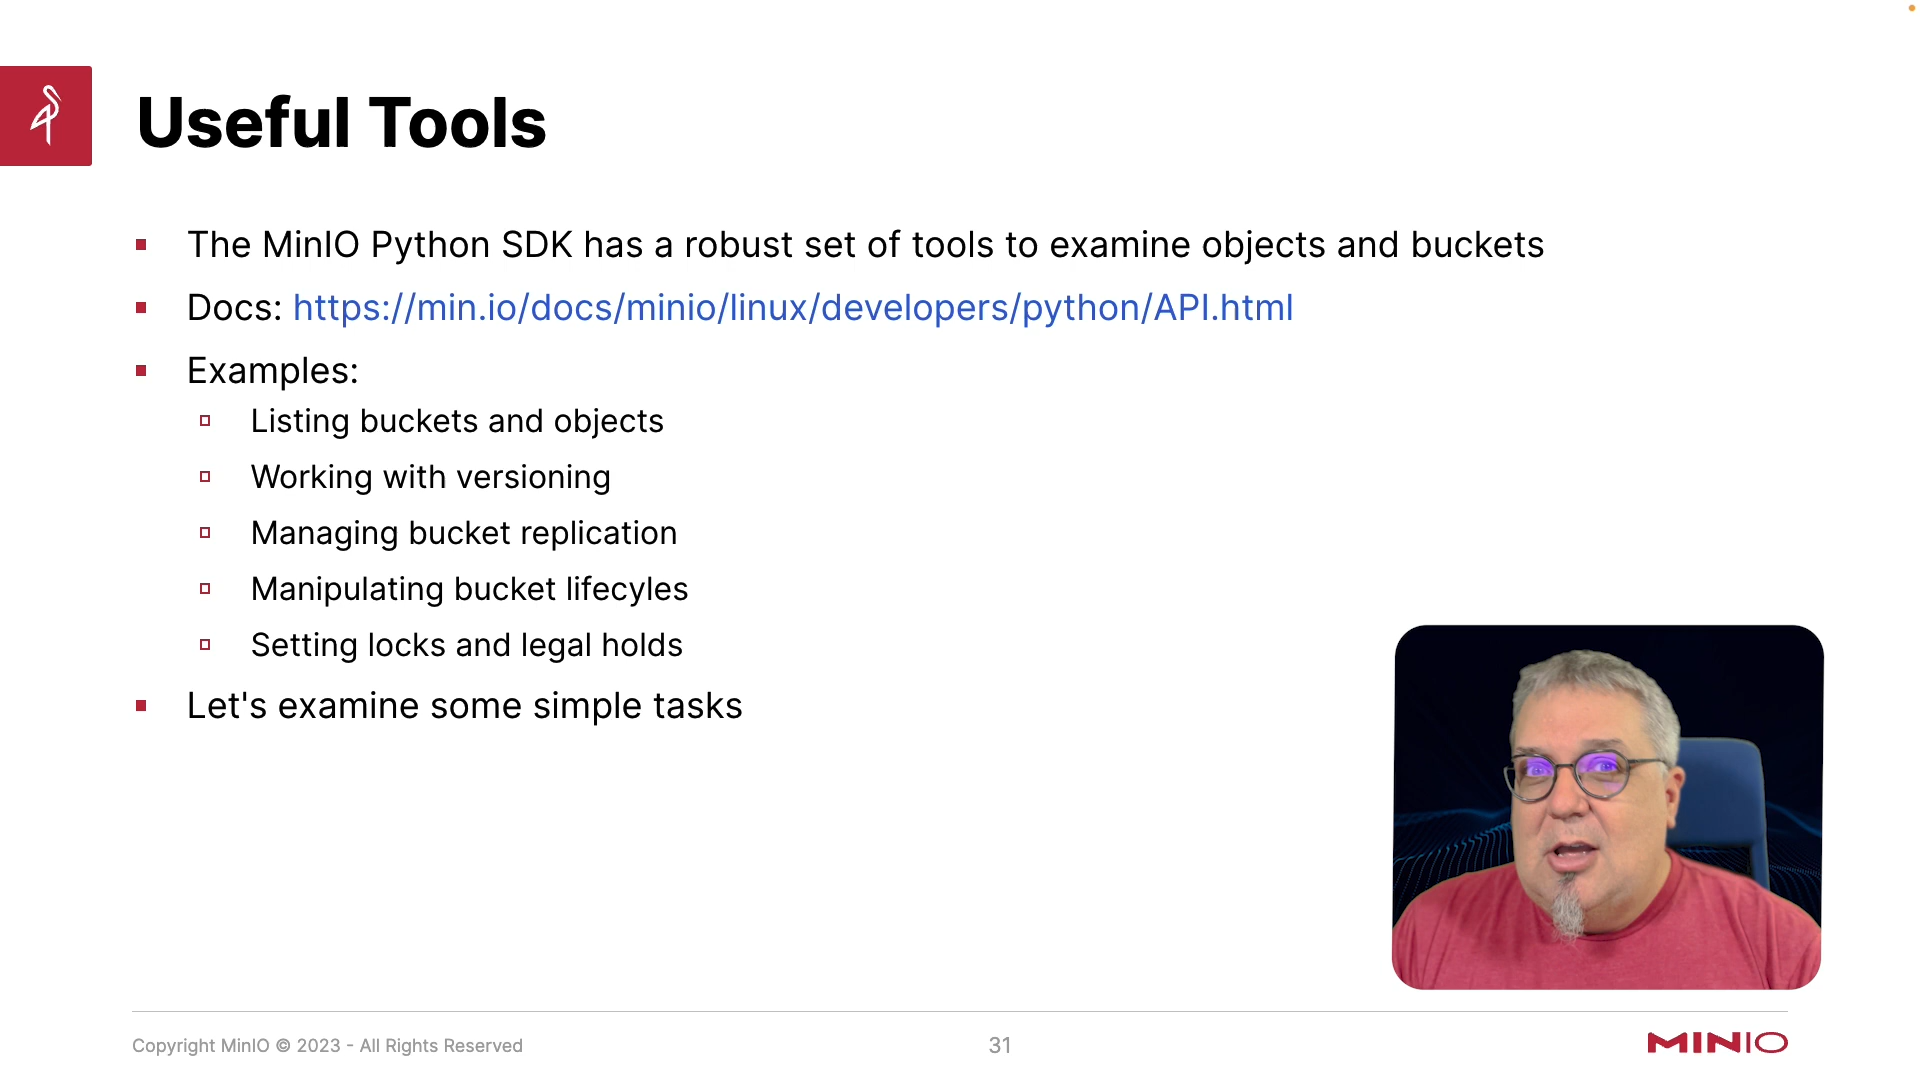 Useful Tools
The MinIO Python SDK has a robust set of tools to examine objects and buckets
Docs: https://min.io/docs/minio/linux/developers/python/API.html
Examples:
Listing buckets and objects
Working with versioning
Managing bucket replication
Manipulating bucket lifecyles
Setting locks and legal holds
Let's examine some simple tasks
Copyright MinIO © 2023 - All Rights Reserved
31
MINIO